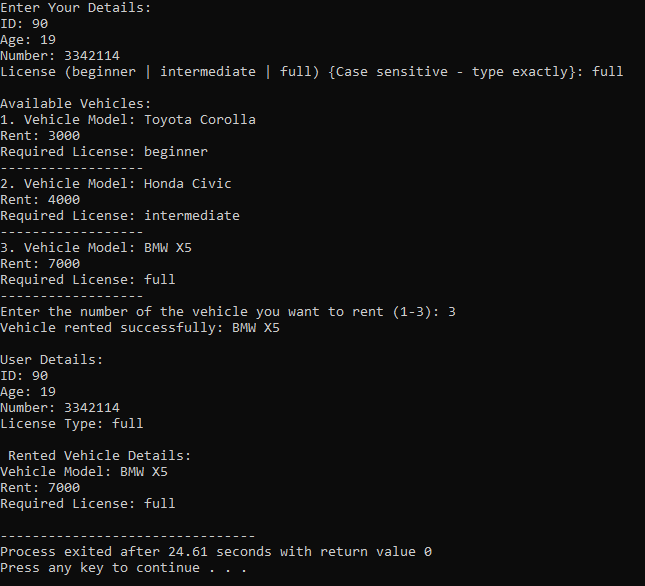 Enter Your Details:
ID: 90
Age: 19
Number: 3342114
License (beginner | intermediate | full) {Case sensitive - type exactly}: full
Available Vehicles:
1. Vehicle Model: Toyota Corolla
Rent: 3000
Required License: beginner
------------------
2. Vehicle Model: Honda Civic
Rent: 4000
Required License: intermediate
------------------
3. Vehicle Model: BMW X5
Rent: 7000
Required License: full
------------------
Enter the number of the vehicle you want to rent (1-3): 3
Vehicle rented successfully: BMW X5
User Details:
ID: 90
Age: 19
Number: 3342114
License Type: full
Rented Vehicle Details:
Vehicle Model: BMW X5
Rent: 7000
Required License: full
--------------------------------
Process exited after 24.61 seconds with return value 0
Press any key to continue . . .